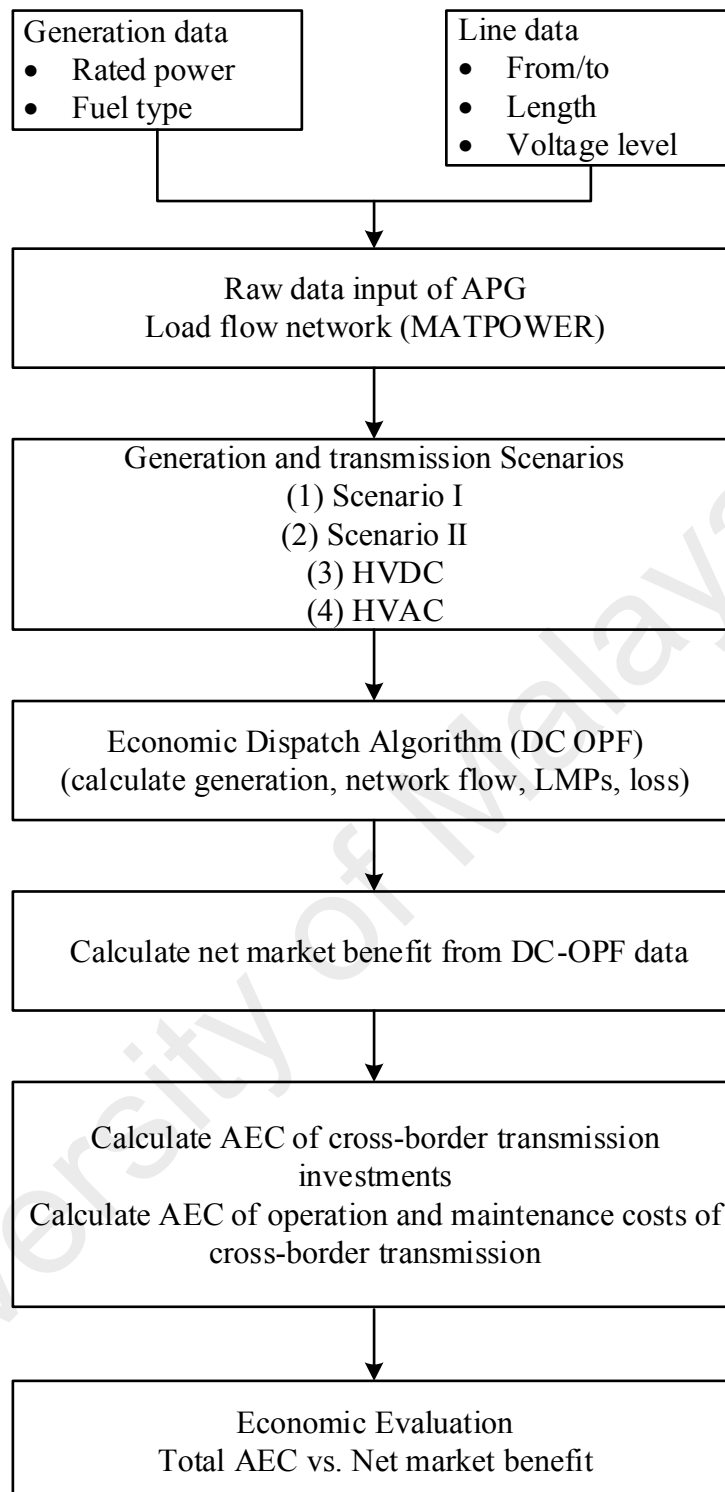 Generation data
• Rated power
• Fuel type
Line data
• From/to
• Length
• Voltage level
Raw data input of APG
Load flow network (MATPOWER)
Generation and transmission Scenarios
(1) Scenario I
(2) Scenario II
(3) HVDC
(4) HVAC
Economic Dispatch Algorithm (DC OPF)
(calculate generation, network flow, LMPs, loss)
Calculate net market benefit from DC-OPF data
Calculate AEC of cross-border transmission
investments
Calculate AEC of operation and maintenance costs of
cross-border transmission
Economic Evaluation
Total AEC vs. Net market benefit
versity of Malaya